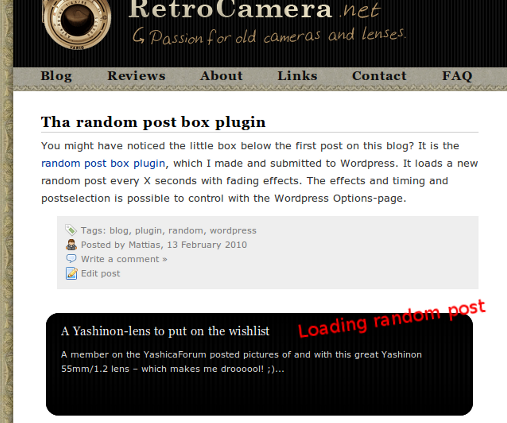 RetroCamera.net
Passion for old cameras and lenses.
Blog Reviews About Links Contact FAQ
Tha random post box plugin
You might have noticed the little box below the first post on this blog? It is the
random post box plugin, which I made and submitted to Wordpress. It loads a new
random post every X seconds with fading effects. The effects and timing and
postselection is possible to control with the Wordpress Options-page.
Tags: blog, plugin, random, wordpress
Posted by Mattias, 13 February 2010
Write a comment »
Edit post
Loading random post
A Yashinon-lens to put on the wishlist
A member on the YashicaForum posted pictures of and with this great Yashinon
55mm/1.2 lens – which makes me droooool! ;)...